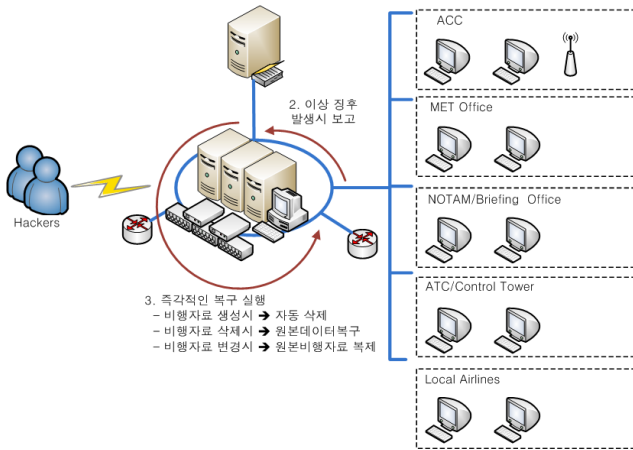 ACC
2. 이상 징후
발생시 보고
MET Office
Hackers
NOTAM/Briefing Office
3. 즉각적인 복구 실행
- 비행자료 생성시 ➔ 자동 삭제
- 비행자료 삭제시 ➔ 원본데이터복구
- 비행자료 변경시 ➔ 원본비행자료 복제
ATC/Control Tower
Local Airlines